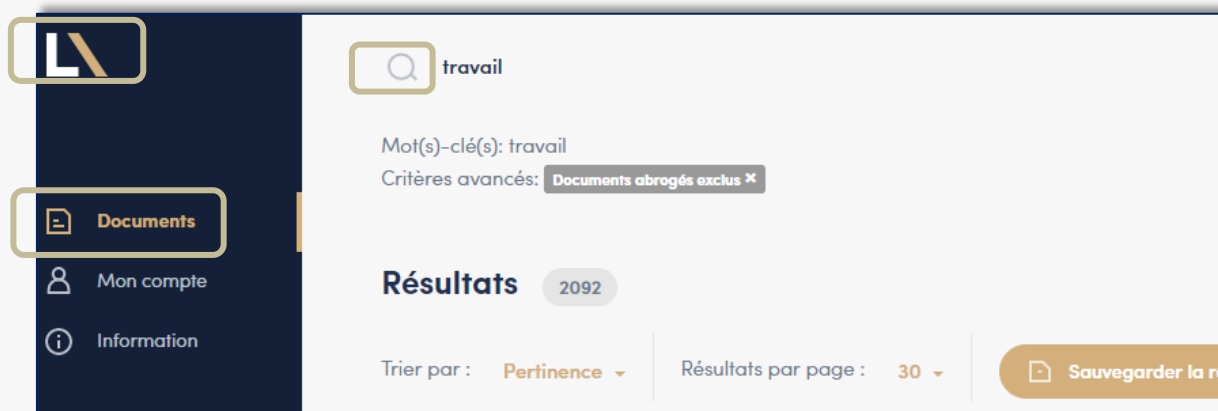 travail
Mot(s)-clé(s): travail
Critères avancés: Documents abrogés exclus ×
Documents
Mon compte
Information
Résultats 2092
Trier par : Pertinence Résultats par page : 30 Sauvegarder la